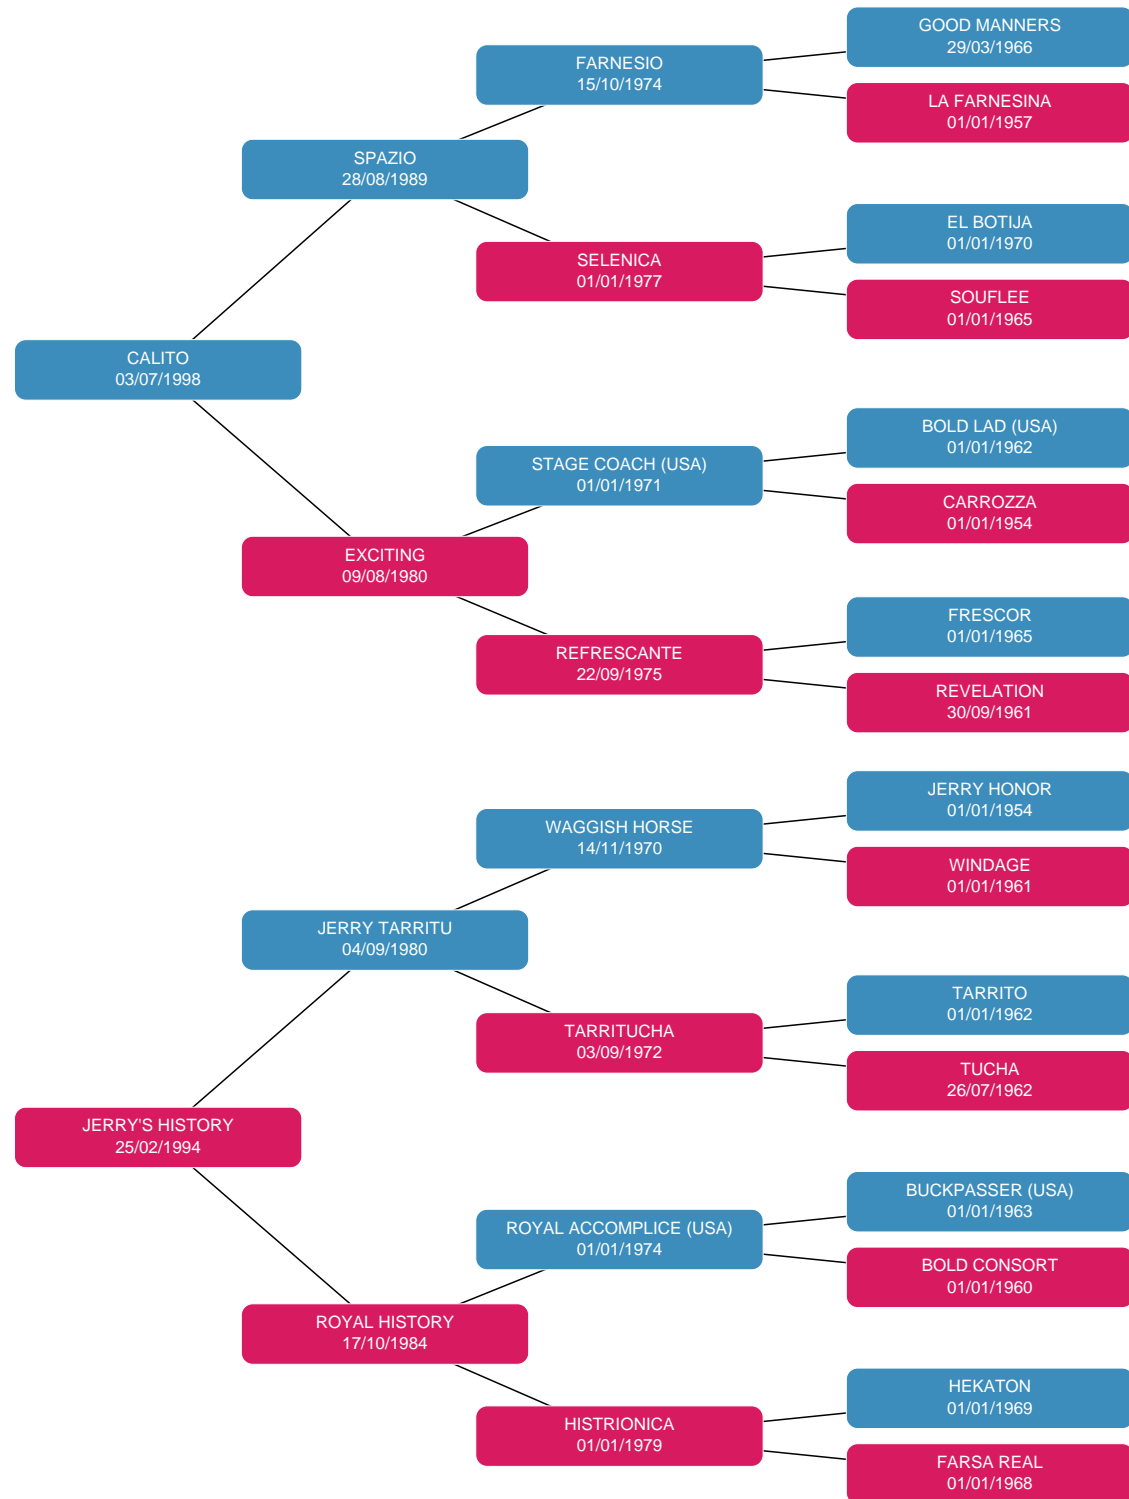 GOOD MANNERS
29/03/1966
FARNESIO
15/10/1974
LA FARNESINA
01/01/1957
SPAZIO
28/08/1989
EL BOTIJA
01/01/1970
SELENICA
01/01/1977
SOUFLEE
01/01/1965
CALITO
03/07/1998
BOLD LAD (USA)
01/01/1962
STAGE COACH (USA)
01/01/1971
CARROZZA
01/01/1954
EXCITING
09/08/1980
FRESCOR
01/01/1965
REFRESCANTE
22/09/1975
REVELATION
30/09/1961
JERRY HONOR
01/01/1954
WAGGISH HORSE
14/11/1970
WINDAGE
01/01/1961
JERRY TARRITU
04/09/1980
TARRITO
01/01/1962
TARRITUCHA
03/09/1972
TUCHA
26/07/1962
JERRY'S HISTORY
25/02/1994
BUCKPASSER (USA)
01/01/1963
ROYAL ACCOMPLICE (USA)
01/01/1974
BOLD CONSORT
01/01/1960
ROYAL HISTORY
17/10/1984
HEKATON
01/01/1969
HISTRIONICA
01/01/1979
FARSA REAL
01/01/1968